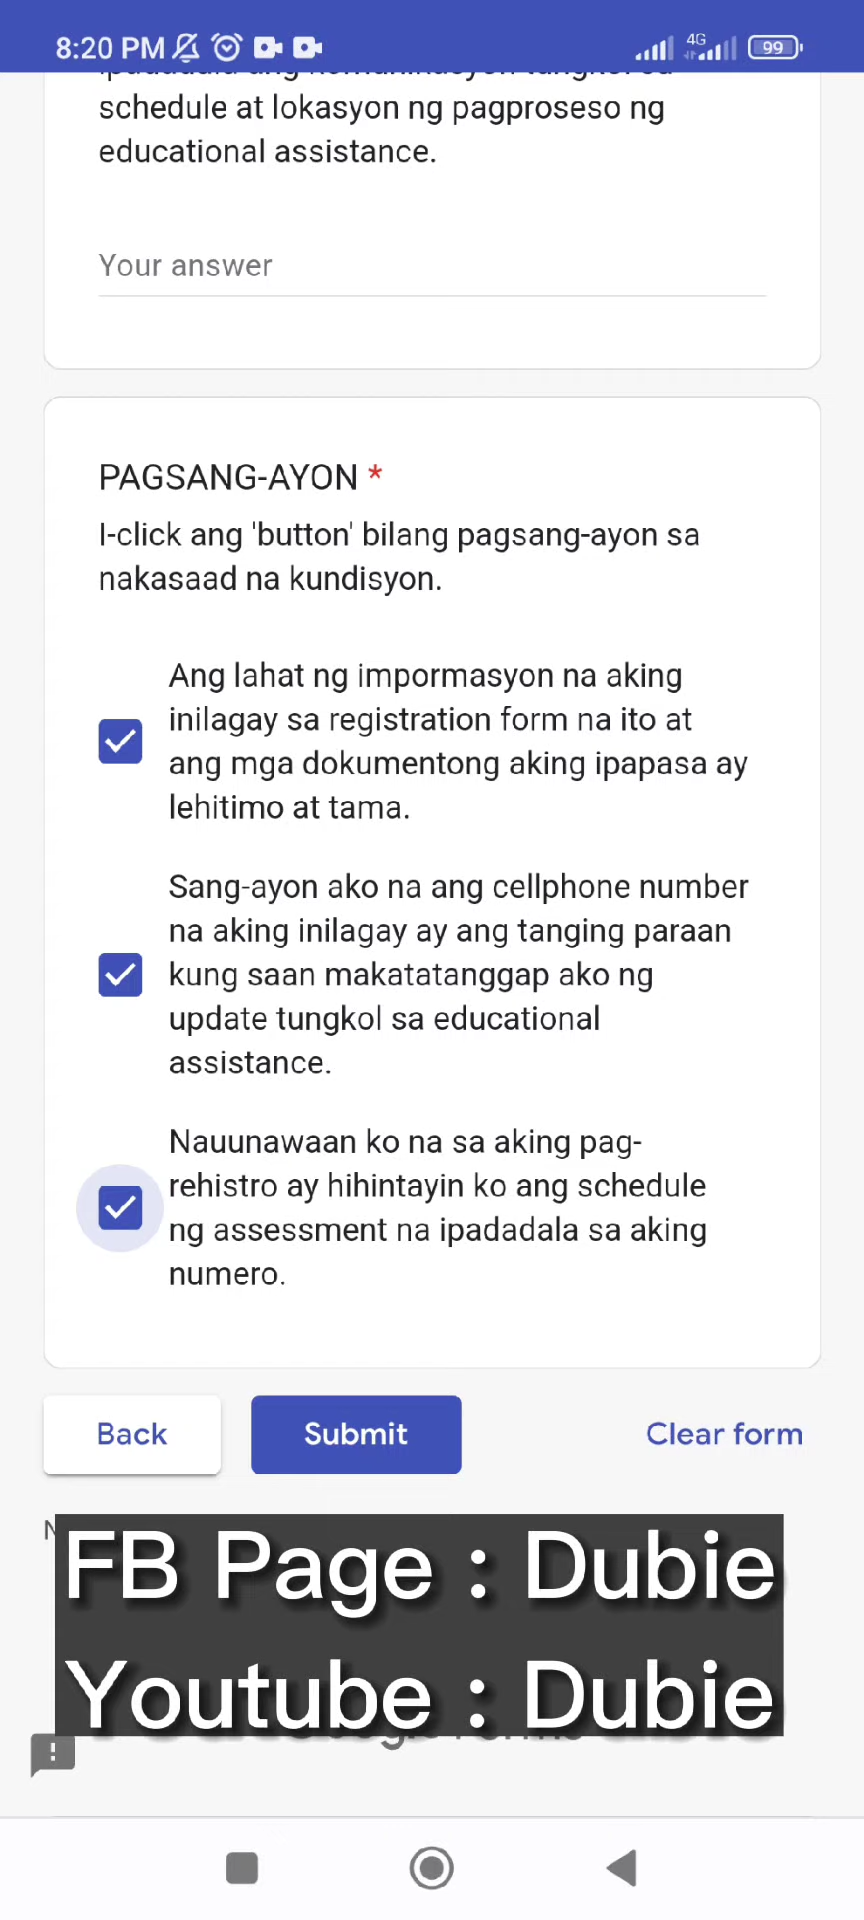 8:20 PM
4G
99
schedule at lokasyon ng pagproseso ng
educational assistance.
Your answer
PAGSANG-AYON *
I-click ang 'button' bilang pagsang-ayon sa
nakasaad na kundisyon.
Ang lahat ng impormasyon na aking
inilagay sa registration form na ito at
ang mga dokumentong aking ipapasa ay
lehitimo at tama.
Sang-ayon ako na ang cellphone number
na aking inilagay ay ang tanging paraan
kung saan makatatanggap ako ng
update tungkol sa educational
assistance.
Nauunawaan ko na sa aking pag-
rehistro ay hihintayin ko ang schedule
ng assessment na ipadadala sa aking
numero.
Back
Submit
Clear form
FB Page : Dubie
Youtube : Dubie